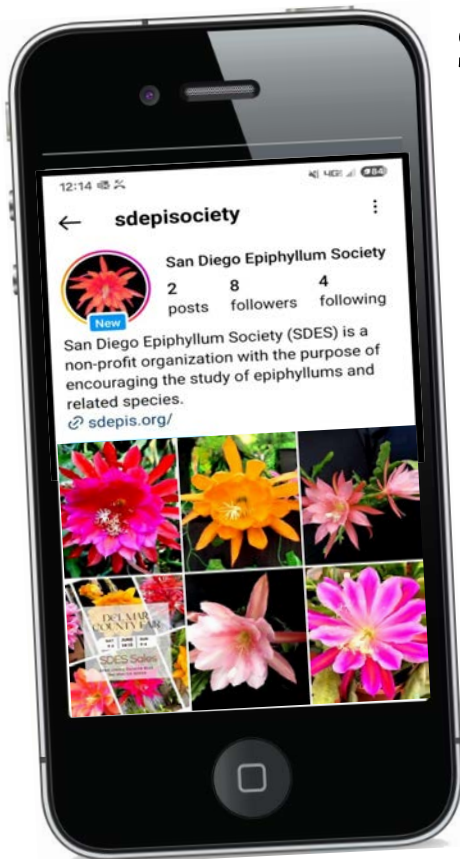 12:14
84
sdepisociety
San Diego Epiphyllum Society
2 8 4
posts followers following
New
San Diego Epiphyllum Society (SDES) is a
non-profit organization with the purpose of
encouraging the study of epiphyllums and
related species.
sdepis.org/
DEL MAR
COUNTY FAIR
SDES Sales